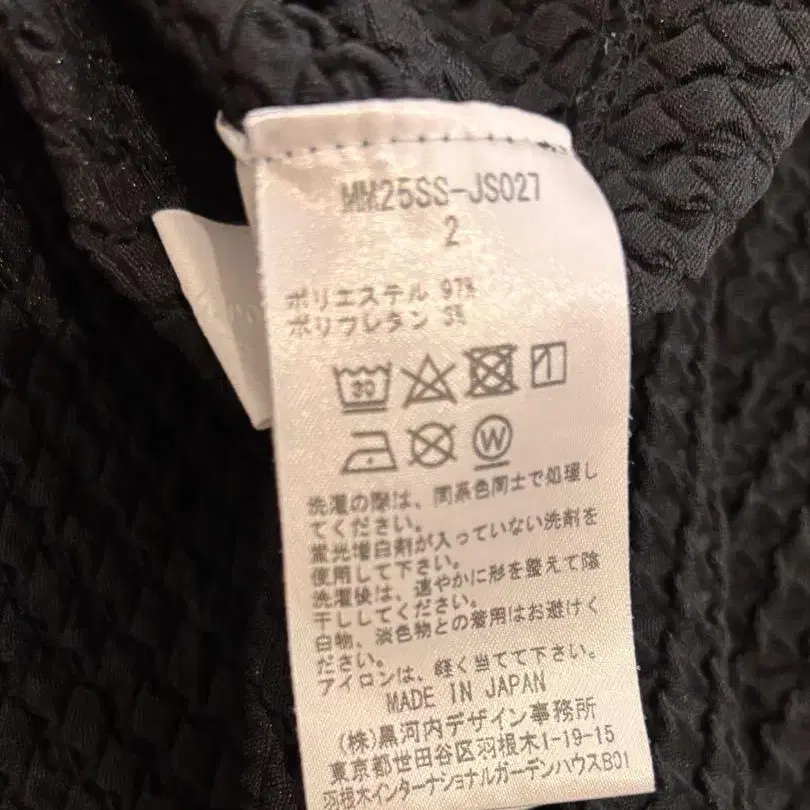 MM25SS-JS027
2
ポリエステル 97%
ポリウレタン 3%
30
W
洗濯の際は、同系色同士で処理し
てください。
蛍光増白剤が入っていない洗剤を
使用して下さい。
洗濯後は、速やかに形を整えて陰
干ししてください。
白物、淡色物との着用はお避けく
ださい。
アイロンは、軽く当てて下さい。
MADE IN JAPAN
(株)黒河内デザイン事務所
東京都世田谷区羽根木1-19-15
羽根木インターナショナルガーデンハウスB01